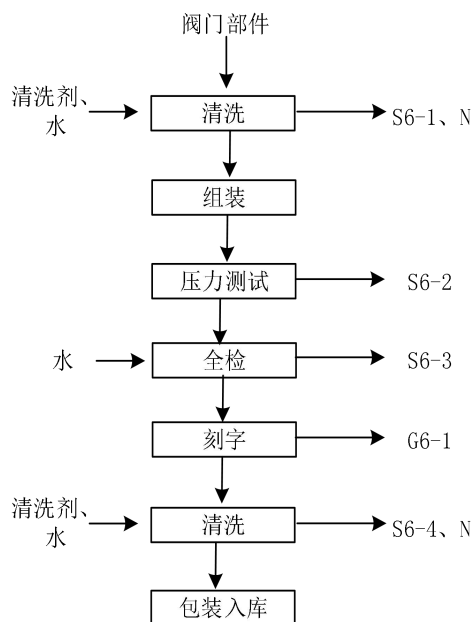 阀门部件
清洗剂、
水
清洗
S6-1、N
组装
压力测试
S6-2
水
全检
S6-3
刻字
G6-1
清洗剂、
水
清洗
S6-4、N
包装入库